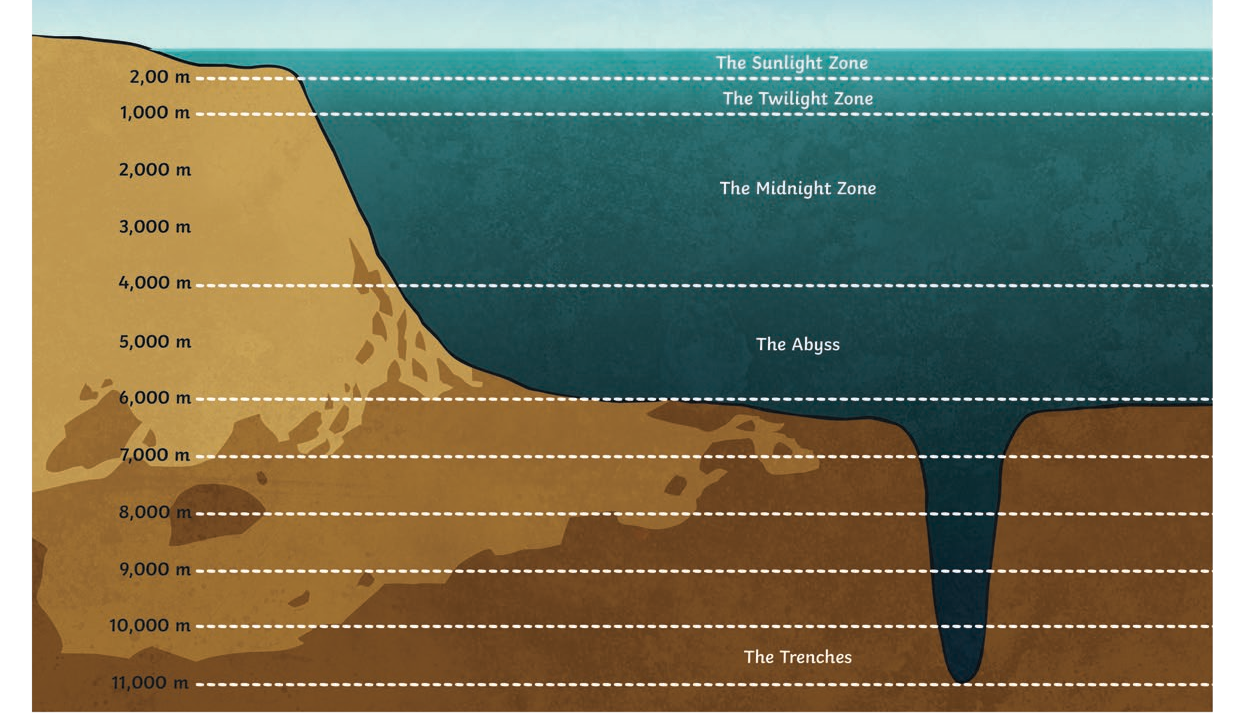 The Sunlight Zone
2,00 m
The Twilight Zone
1,000 m
2,000 m
The Midnight Zone
3,000 m
4,000 m
5,000 m
The Abyss
6,000 m
7,000 m
8,000 m
9,000 m
10,000 m
The Trenches
11,000 m